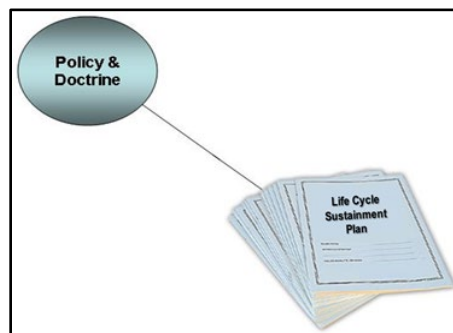 Policy &
Doctrine
Life Cycle
Sustainment
Plan